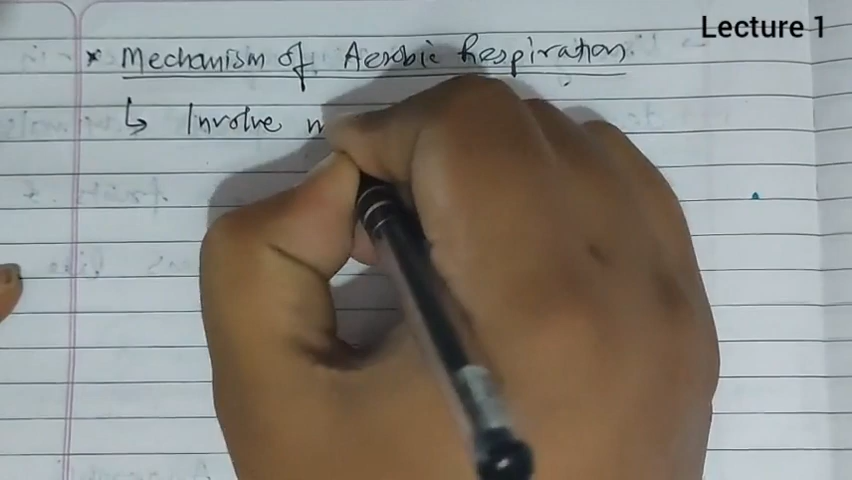 Lecture 1
* Mechanism of Aerobic Respiration.
↳ Involve